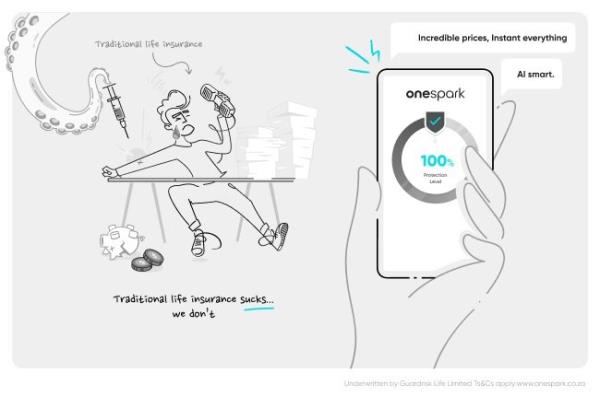 Traditional life insurance
Traditional life insurance sucks...
we don't
Incredible prices, Instant everything
AI smart.
onespark
100%
Protection
Level
Underwritten by Guardrisk Life Limited Ts&Cs apply.www.onespark.co.za